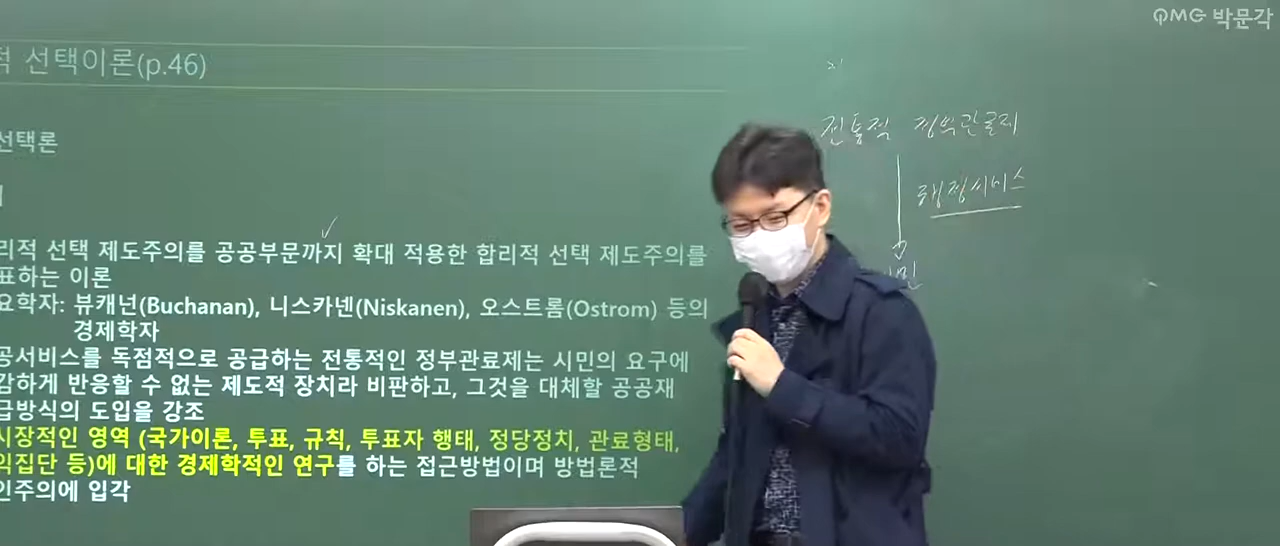 PMG 박문각
적 선택이론(p.46)
선택론
리적 선택 제도주의를 공공부문까지 확대 적용한 합리적 선택 제도주의를
표하는 이론
요학자: 뷰캐넌(Buchanan), 니스카넨(Niskanen), 오스트롬(Ostrom) 등의
경제학자
공서비스를 독점적으로 공급하는 전통적인 정부관료제는 시민의 요구에
감하게 반응할 수 없는 제도적 장치라 비판하고, 그것을 대체할 공공재
급방식의 도입을 강조
시장적인 영역 (국가이론, 투표, 규칙, 투표자 행태, 정당정치, 관료형태,
익집단 등)에 대한 경제학적인 연구를 하는 접근방법이며 방법론적
인주의에 입각
전통적 정부관료제
행정서비스
민